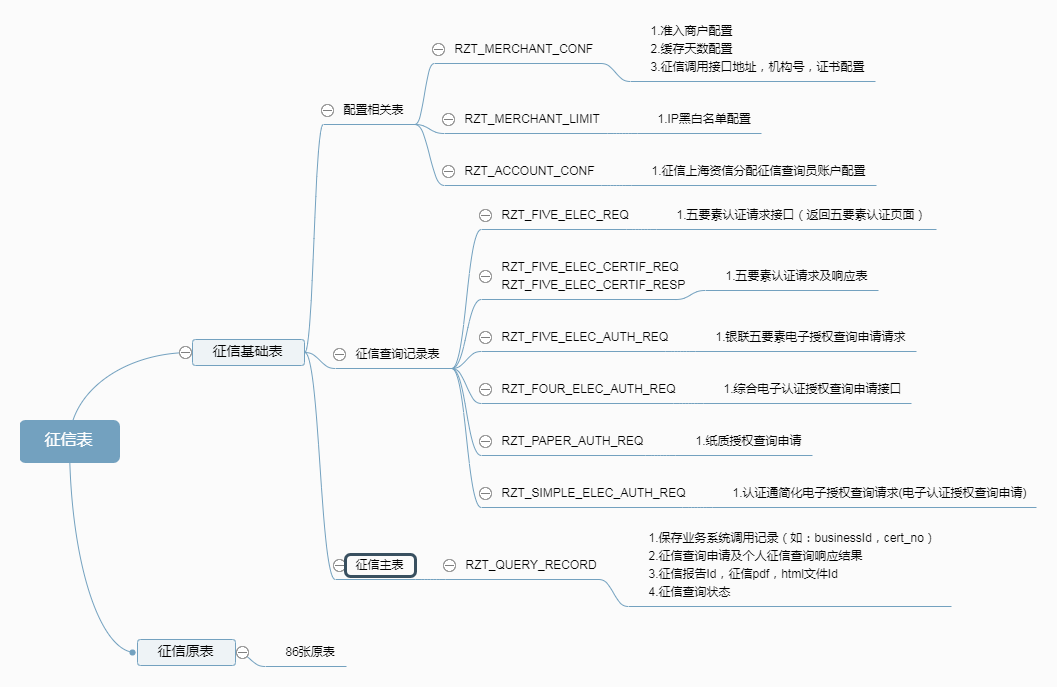 征信表
征信基础表
配置相关表
RZT_MERCHANT_CONF
1.准入商户配置
2.缓存天数配置
3.征信调用接口地址，机构号，证书配置
RZT_MERCHANT_LIMIT
1.IP黑白名单配置
RZT_ACCOUNT_CONF
1.征信上海资信分配征信查询员账户配置
征信查询记录表
RZT_FIVE_ELEC_REQ
1.五要素认证请求接口（返回五要素认证页面）
RZT_FIVE_ELEC_CERTIF_REQ
RZT_FIVE_ELEC_CERTIF_RESP
1.五要素认证请求及响应表
RZT_FIVE_ELEC_AUTH_REQ
1.银联五要素电子授权查询申请请求
RZT_FOUR_ELEC_AUTH_REQ
1.综合电子认证授权查询申请接口
RZT_PAPER_AUTH_REQ
1.纸质授权查询申请
RZT_SIMPLE_ELEC_AUTH_REQ
1.认证通简化电子授权查询请求(电子认证授权查询申请)
征信主表
RZT_QUERY_RECORD
1.保存业务系统调用记录（如：businessId，cert_no）
2.征信查询申请及个人征信查询响应结果
3.征信报告Id，征信pdf，html文件Id
4.征信查询状态
征信原表
86张原表